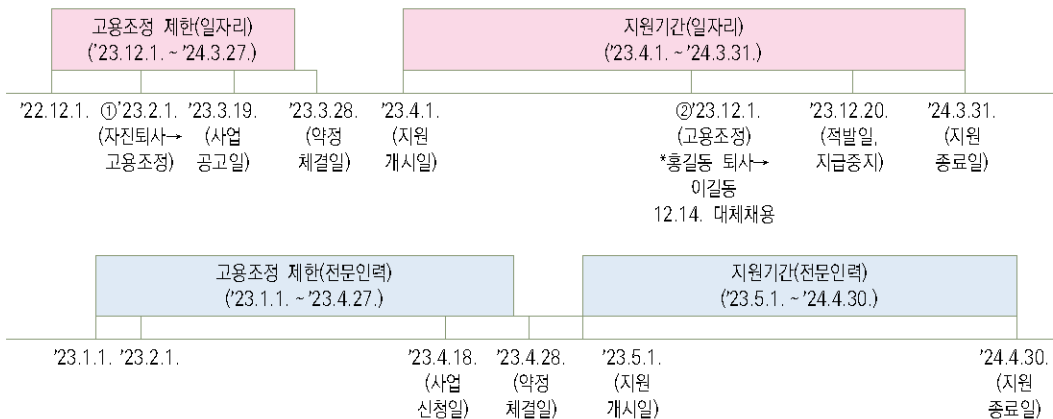 고용조정 제한(일자리)
('23.12.1. ~ '24.3.27.)
지원기간(일자리)
('23.4.1. ~ '24.3.31.)
'22.12.1. ①'23.2.1. '23.3.19. '23.3.28. '23.4.1 ②'23.12.1. '23.12.20. '24.3.31.
(자진퇴사→ (사업 (약정 (지원 (고용조정) (적발일, (지원
고용조정) 공고일) 체결일) 개시일) *홍길동 퇴사→ 지급중지) 종료일)
이길동
12.14. 대체채용
고용조정 제한(전문인력)
('23.1.1. ~ '23.4.27.)
지원기간(전문인력)
('23.5.1. ~ '24.4.30.)
'23.1.1. '23.2.1. '23.4.18. '23.4.28. '23.5.1. '24.4.30.
(사업 (약정 (지원 (지원
신청일) 체결일) 개시일) 종료일)